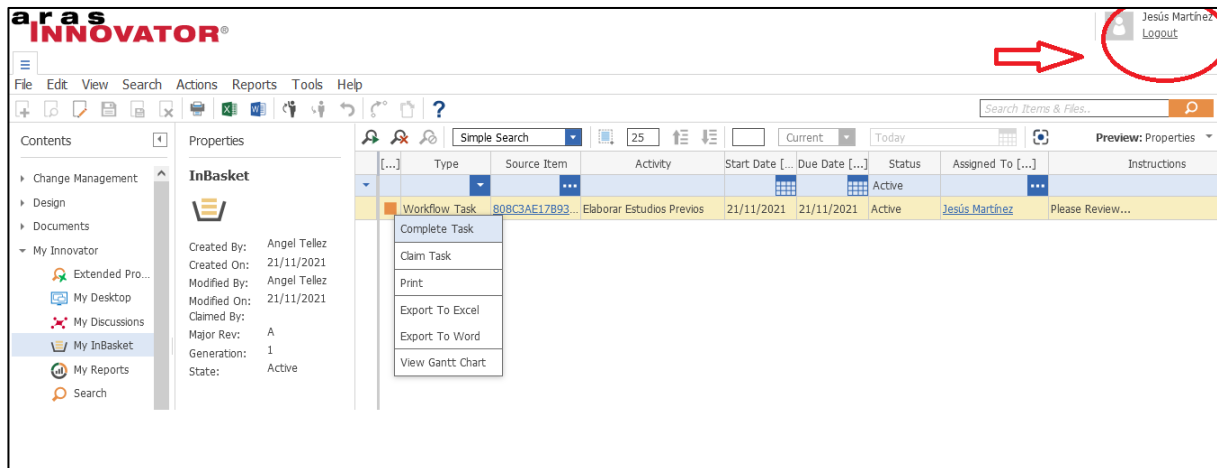 aras
INNOVATOR®
Jesús Martínez
Logout
File Edit View Search Actions Reports Tools Help
Search Items & Files..
Contents
Change Management
Design
Documents
My Innovator
Extended Pro...
My Desktop
My Discussions
My InBasket
My Reports
Search
Properties
InBasket
Created By: Angel Tellez
Created On: 21/11/2021
Modified By: Angel Tellez
Modified On: 21/11/2021
Claimed By:
Major Rev: A
Generation: 1
State: Active
Simple Search 25 Current Today Preview: Properties
[...] Type Source Item Activity Start Date [... Due Date [...] Status Assigned To [...] Instructions
Active
Workflow Task 808C3AE17B93... Elaborar Estudios Previos 21/11/2021 21/11/2021 Active Jesús Martínez Please Review...
Complete Task
Claim Task
Print
Export To Excel
Export To Word
View Gantt Chart